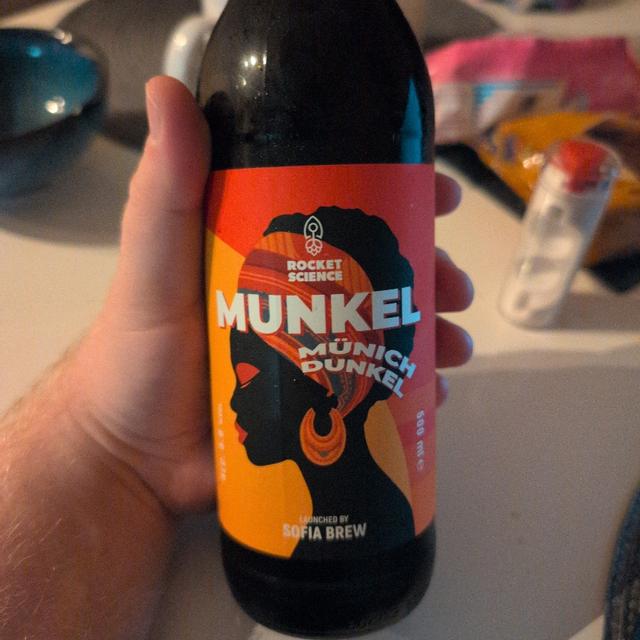 ROCKET
SCIENCE
MUNKEL
MÜNICH
DUNKEL
500 ml e
LAUNCHED BY
SOFIA BREW